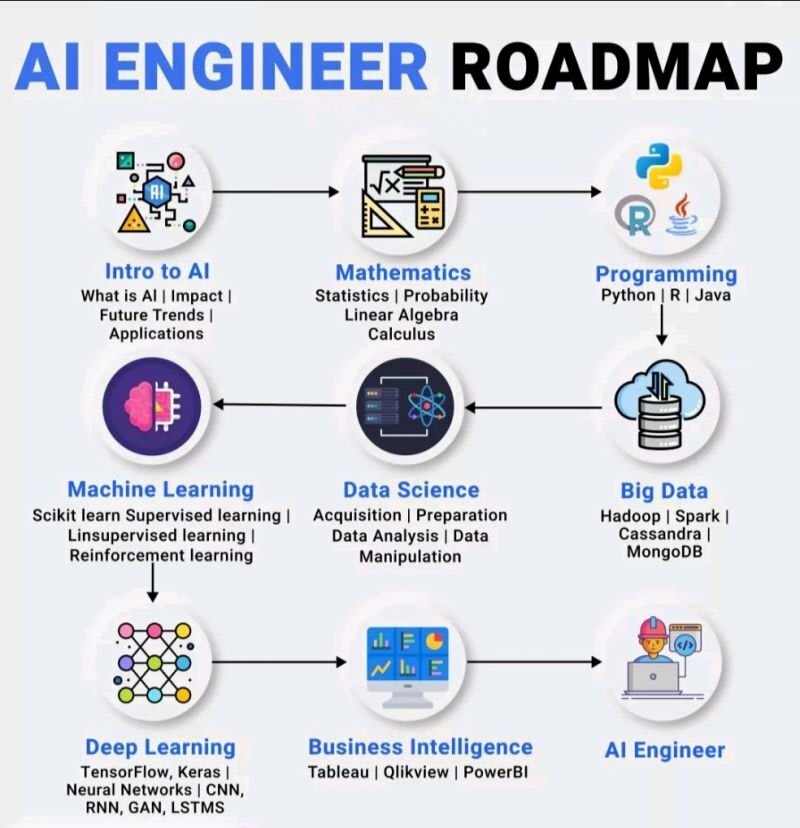 AI ENGINEER ROADMAP
AI
Intro to AI
What is AI | Impact |
Future Trends |
Applications
√x
Mathematics
Statistics | Probability
Linear Algebra
Calculus
R
Programming
Python | R | Java
Big Data
Hadoop | Spark |
Cassandra |
MongoDB
Data Science
Acquisition | Preparation
Data Analysis | Data
Manipulation
Machine Learning
Scikit learn Supervised learning |
Linsupervised learning |
Reinforcement learning
Deep Learning
TensorFlow, Keras |
Neural Networks | CNN,
RNN, GAN, LSTMS
Business Intelligence
Tableau | Qlikview | PowerBI
</>
AI Engineer